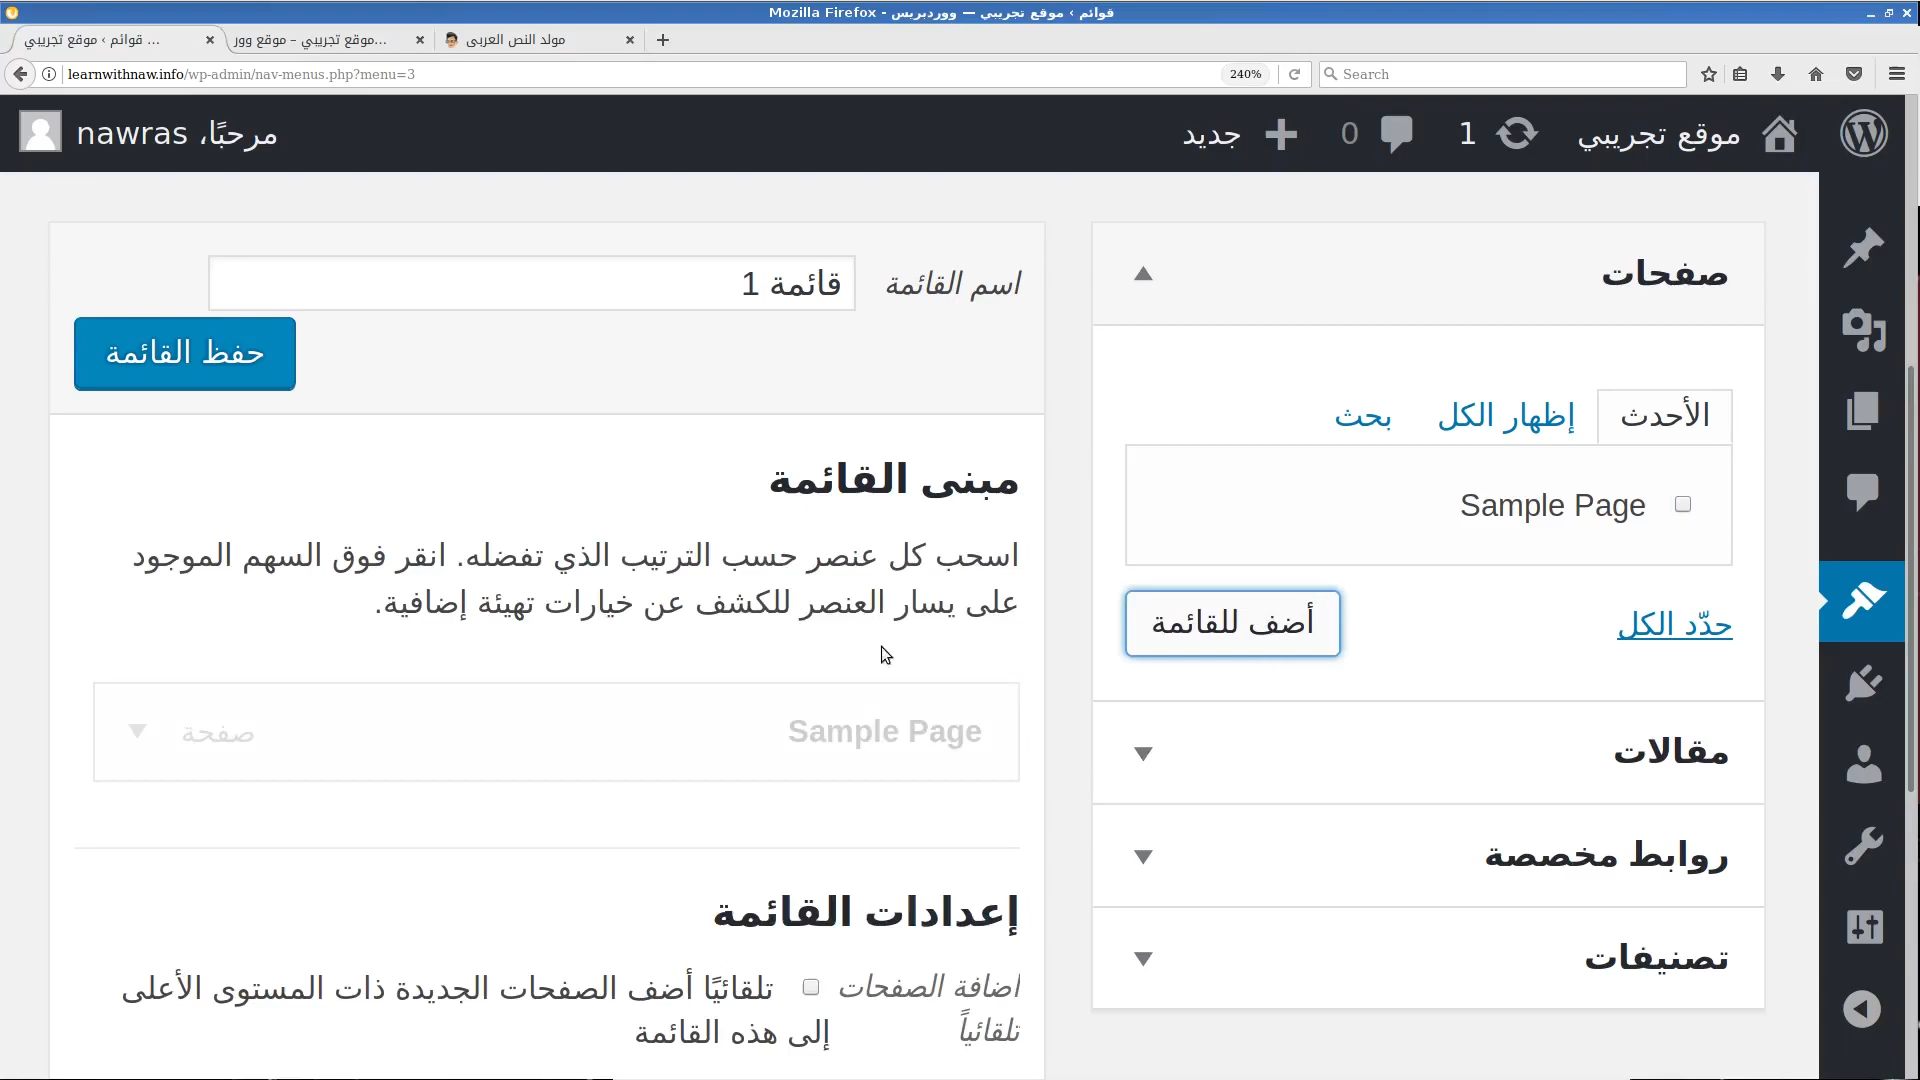 قوائم ‹ موقع تجريبي — ووردبريس - Mozilla Firefox
قوائم ‹ موقع تجريبي ...
موقع تجريبي – موقع وور...
مولد النص العربى
learnwithnaw.info/wp-admin/nav-menus.php?menu=3
240%
Search
موقع تجريبي
1
0
جديد
مرحبًا، nawras
صفحات
الأحدث
إظهار الكل
بحث
Sample Page
حدّد الكل
أضف للقائمة
مقالات
روابط مخصصة
تصنيفات
اسم القائمة
قائمة 1
حفظ القائمة
مبنى القائمة
اسحب كل عنصر حسب الترتيب الذي تفضله. انقر فوق السهم الموجود
على يسار العنصر للكشف عن خيارات تهيئة إضافية.
Sample Page
صفحة
إعدادات القائمة
اضافة الصفحات
تلقائياً
تلقائيًا أضف الصفحات الجديدة ذات المستوى الأعلى
إلى هذه القائمة